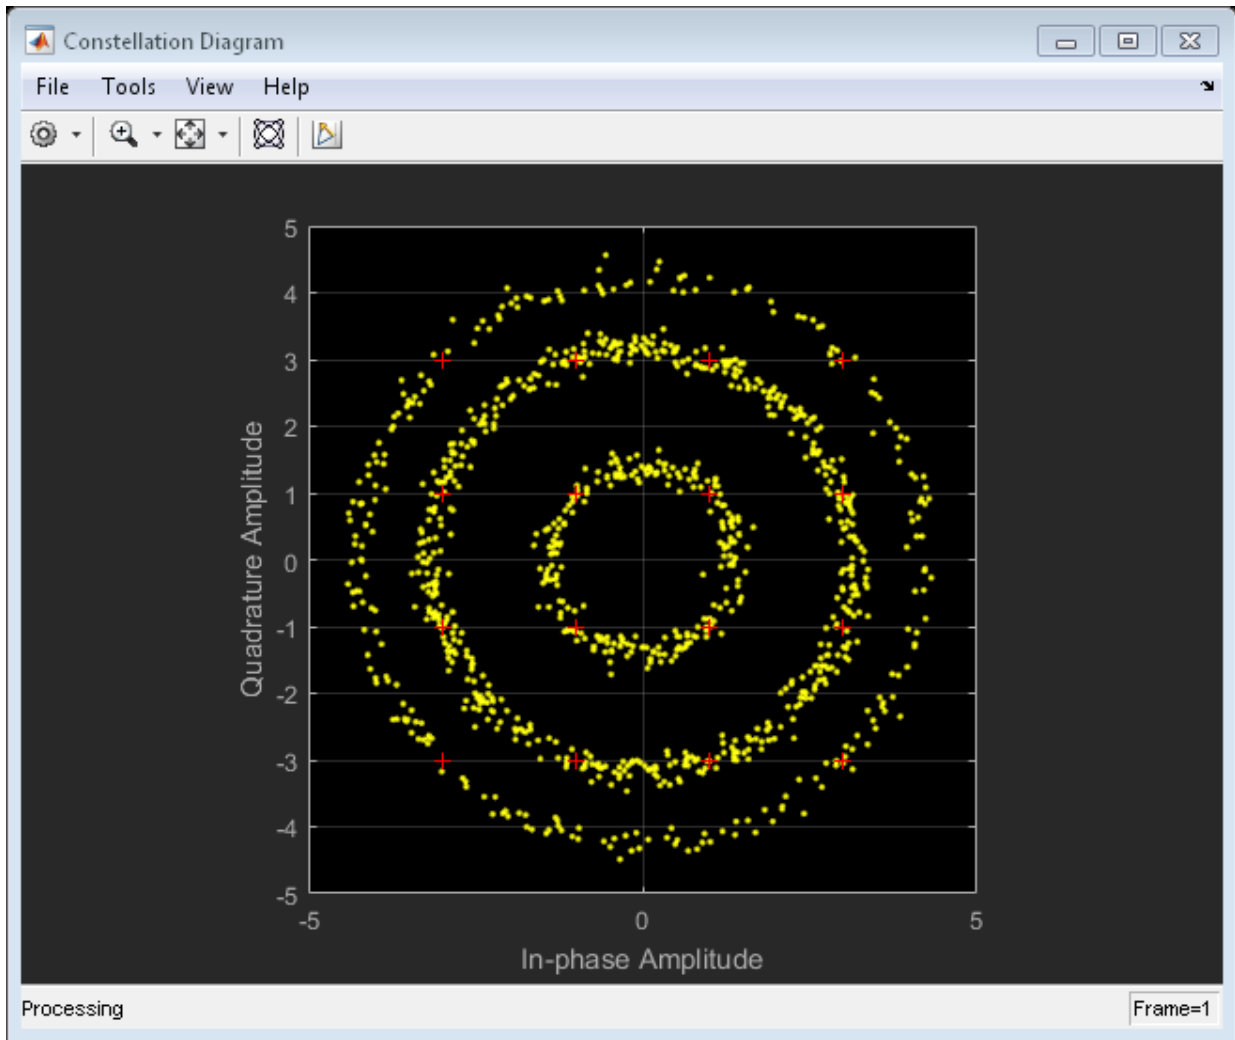 Constellation Diagram
File Tools View Help
5
4
3
2
1
0
-1
-2
-3
-4
-5
Quadrature Amplitude
-5 0 5
In-phase Amplitude
Processing Frame=1